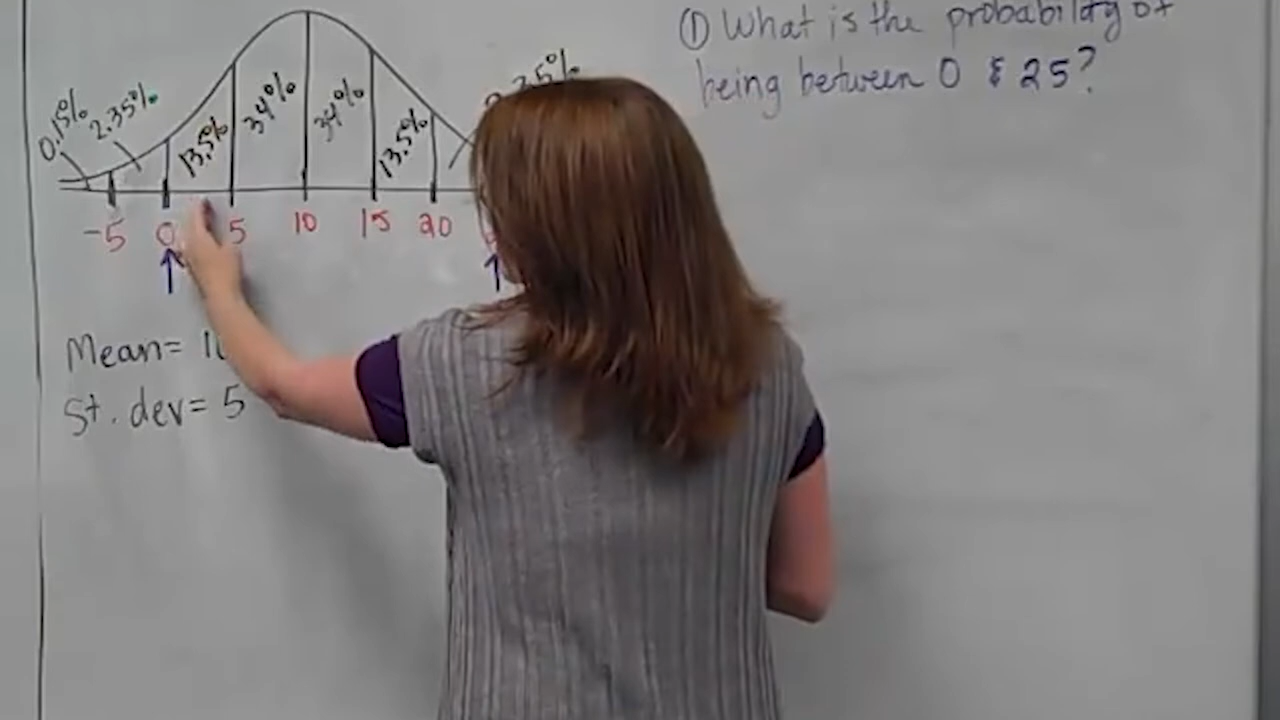 ① What is the probability of
being between 0 & 25?
0.15% 2.35% 13.5% 34% 34% 13.5%
-5 0 5 10 15 20
Mean=
St. dev= 5